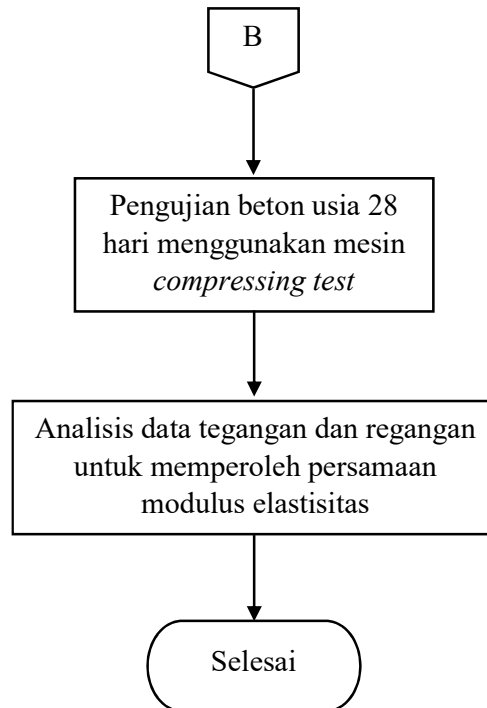 B
Pengujian beton usia 28
hari menggunakan mesin
compressing test
Analisis data tegangan dan regangan
untuk memperoleh persamaan
modulus elastisitas
Selesai